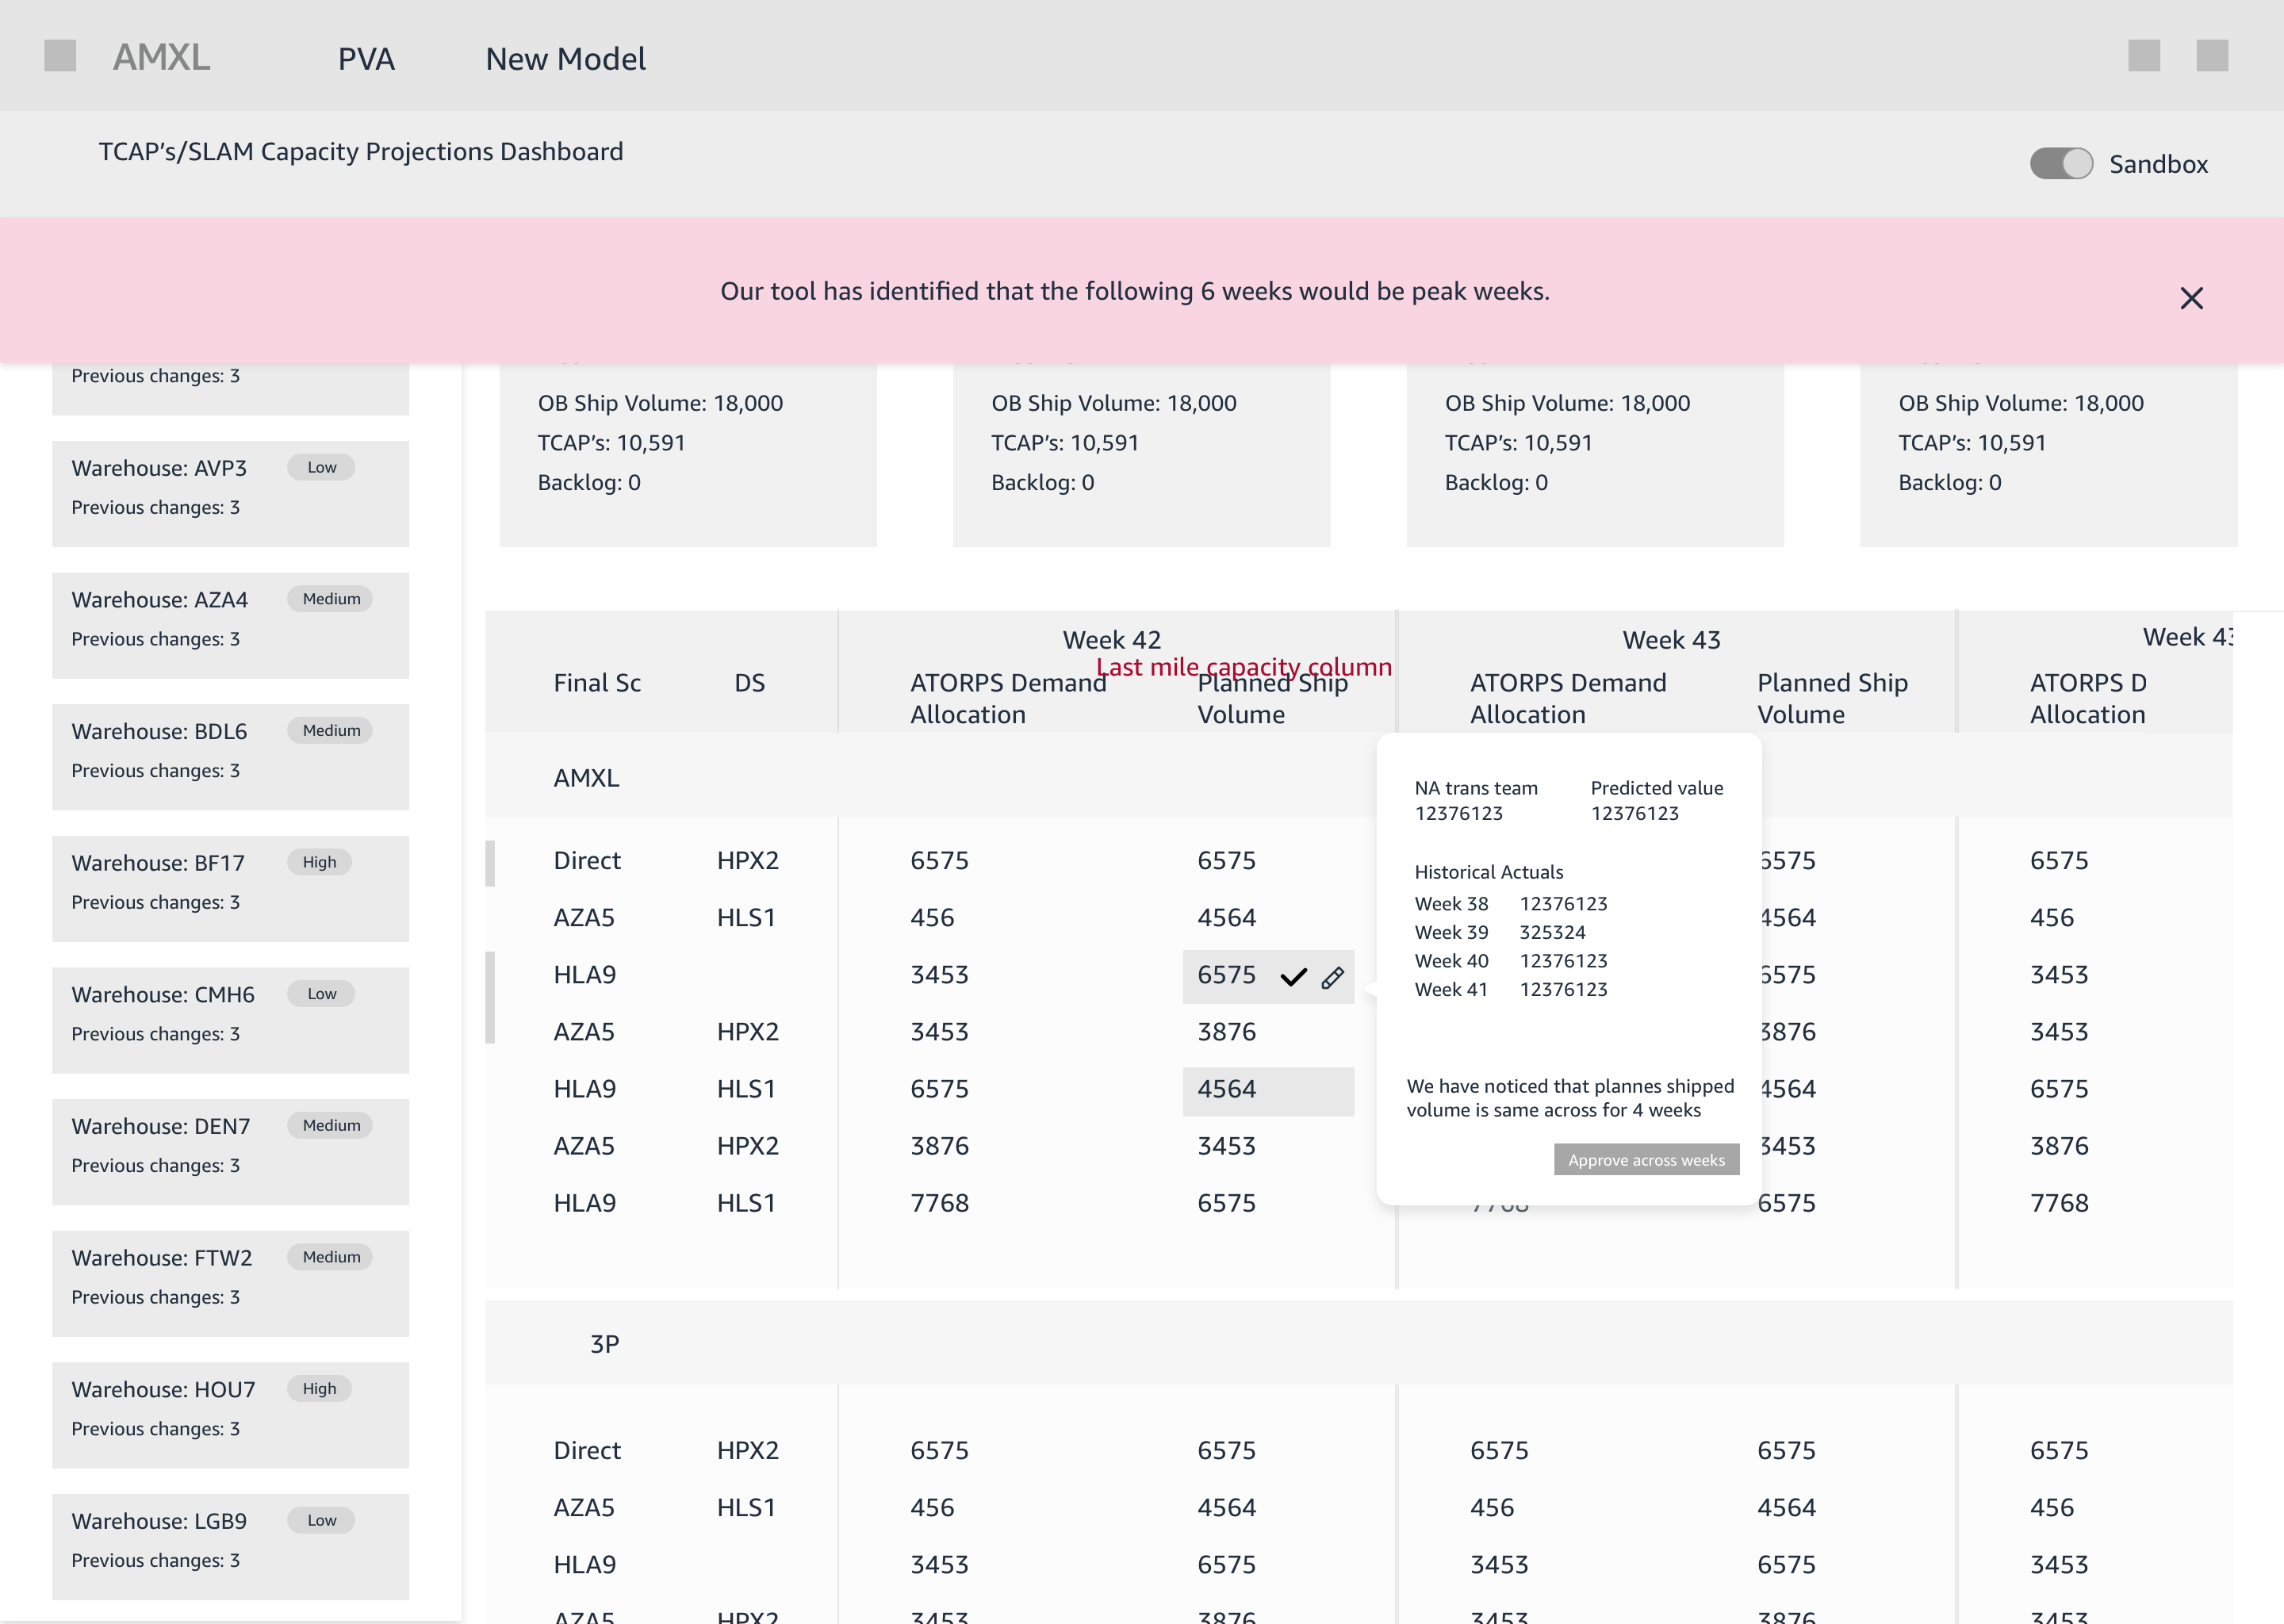 AMXL PVA New Model
TCAP's/SLAM Capacity Projections Dashboard
Sandbox
Our tool has identified that the following 6 weeks would be peak weeks.
Previous changes: 3
Warehouse: AVP3 Low
Previous changes: 3
Warehouse: AZA4 Medium
Previous changes: 3
Warehouse: BDL6 Medium
Previous changes: 3
Warehouse: BF17 High
Previous changes: 3
Warehouse: CMH6 Low
Previous changes: 3
Warehouse: DEN7 Medium
Previous changes: 3
Warehouse: FTW2 Medium
Previous changes: 3
Warehouse: HOU7 High
Previous changes: 3
Warehouse: LGB9 Low
Previous changes: 3
OB Ship Volume: 18,000
TCAP's: 10,591
Backlog: 0
OB Ship Volume: 18,000
TCAP's: 10,591
Backlog: 0
OB Ship Volume: 18,000
TCAP's: 10,591
Backlog: 0
OB Ship Volume: 18,000
TCAP's: 10,591
Backlog: 0
Week 42 Week 43 Week 43
Last mile capacity column
Final Sc DS ATORPS Demand Planned Ship ATORPS Demand Planned Ship ATORPS D
Allocation Volume Allocation Volume Allocation
AMXL
Direct HPX2 6575 6575 6575 6575
AZA5 HLS1 456 4564 4564 456
HLA9 3453 6575 6575 3453
AZA5 HPX2 3453 3876 3876 3453
HLA9 HLS1 6575 4564 4564 6575
AZA5 HPX2 3876 3453 3453 3876
HLA9 HLS1 7768 6575 7768 6575 7768
NA trans team Predicted value
12376123 12376123
Historical Actuals
Week 38 12376123
Week 39 325324
Week 40 12376123
Week 41 12376123
We have noticed that plannes shipped
volume is same across for 4 weeks
Approve across weeks
3P
Direct HPX2 6575 6575 6575 6575 6575
AZA5 HLS1 456 4564 456 4564 456
HLA9 3453 6575 3453 6575 3453
AZA5 HPX2 3453 3876 3453 3876 3453